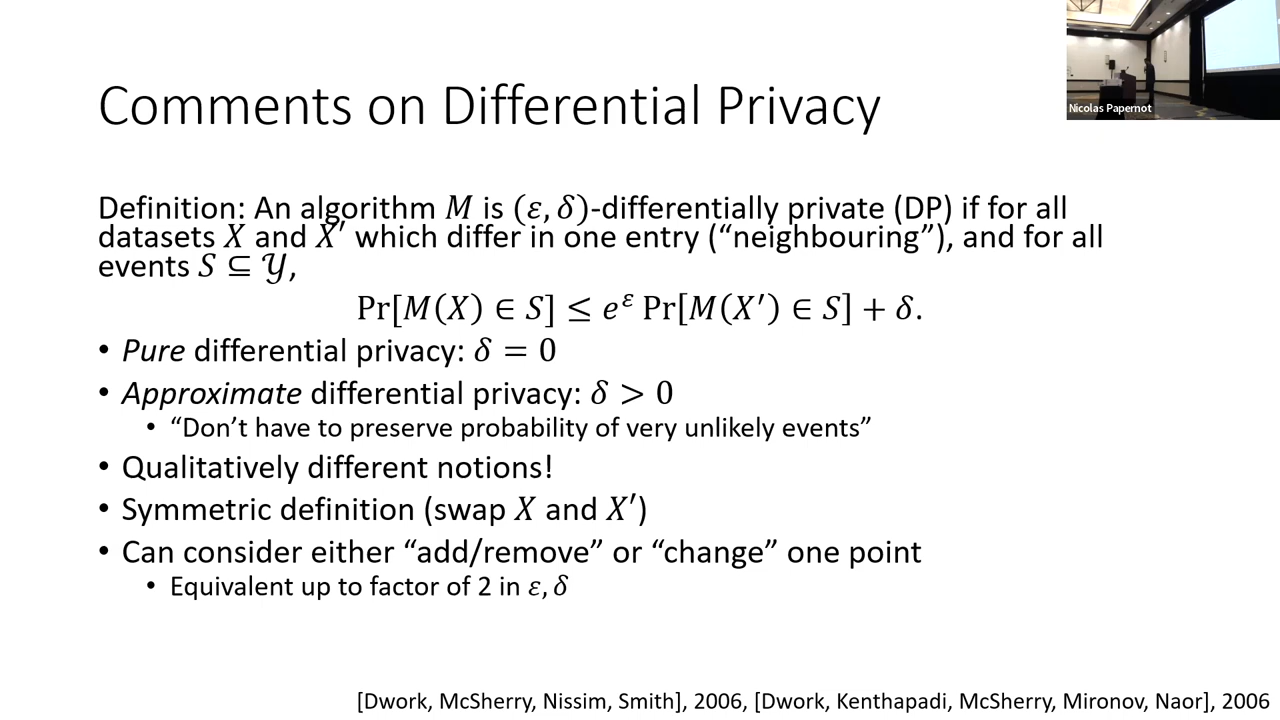 Nicolas Papernot
Comments on Differential Privacy
Definition: An algorithm 𝑀 is (𝜀, 𝛿)-differentially private (DP) if for all
datasets 𝑋 and 𝑋′ which differ in one entry (“neighbouring”), and for all
events 𝑆 ⊆ 𝒴,
Pr[𝑀(𝑋) ∈ 𝑆] ≤ 𝑒^𝜀 Pr[𝑀(𝑋′) ∈ 𝑆] + 𝛿.
• Pure differential privacy: 𝛿 = 0
• Approximate differential privacy: 𝛿 > 0
• “Don’t have to preserve probability of very unlikely events”
• Qualitatively different notions!
• Symmetric definition (swap 𝑋 and 𝑋′)
• Can consider either “add/remove” or “change” one point
• Equivalent up to factor of 2 in 𝜀, 𝛿
[Dwork, McSherry, Nissim, Smith], 2006, [Dwork, Kenthapadi, McSherry, Mironov, Naor], 2006